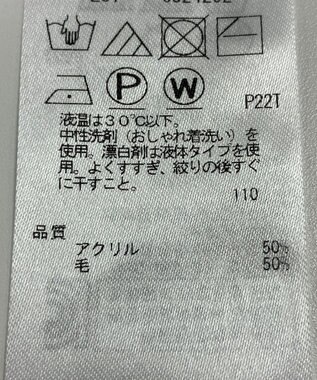 P W
P22T
液温は30℃以下。
中性洗剤（おしゃれ着洗い）を
使用。漂白剤は液体タイプを使
用。よくすすぎ、絞りの後すぐ
に干すこと。
110
品質
アクリル 50%
毛 50%